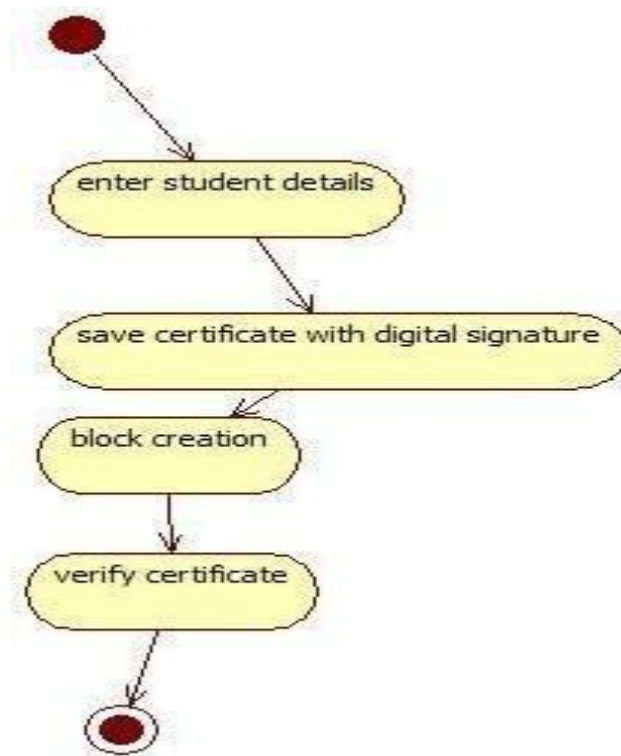 enter student details
save certificate with digital signature
block creation
verify certificate